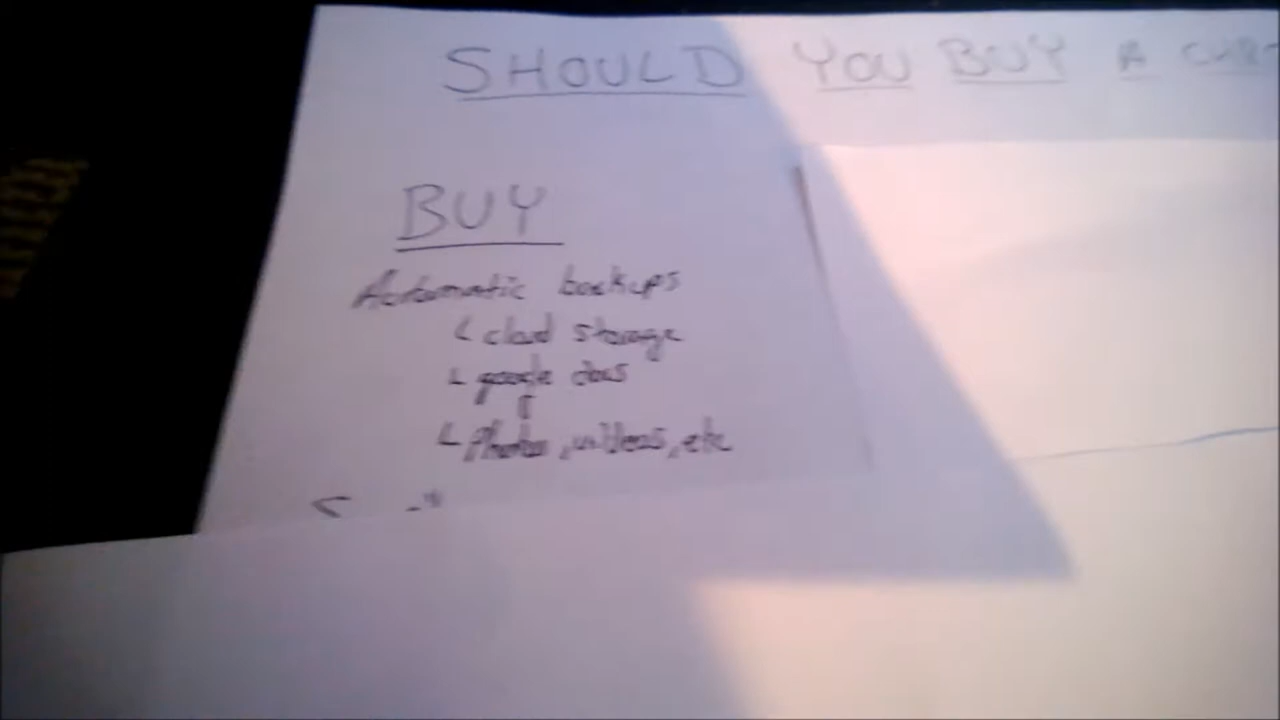 SHOULD YOU BUY A
BUY
Automatic backups
└ cloud storage
└ google docs
└ Photos, videos, etc